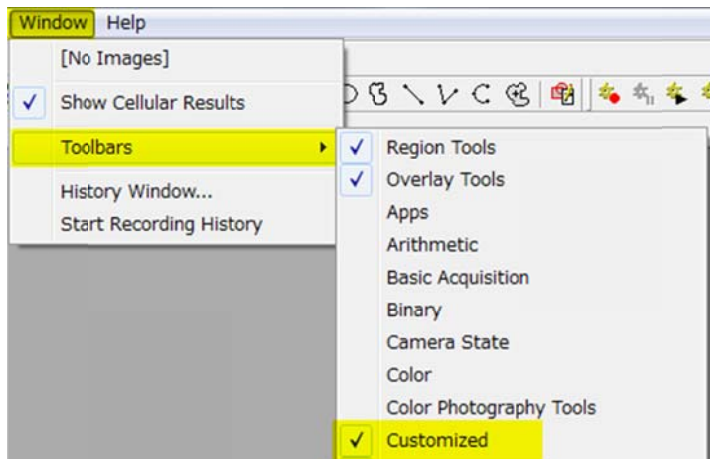 Window Help
[No Images]
Show Cellular Results
Toolbars
History Window...
Start Recording History
Region Tools
Overlay Tools
Apps
Arithmetic
Basic Acquisition
Binary
Camera State
Color
Color Photography Tools
Customized